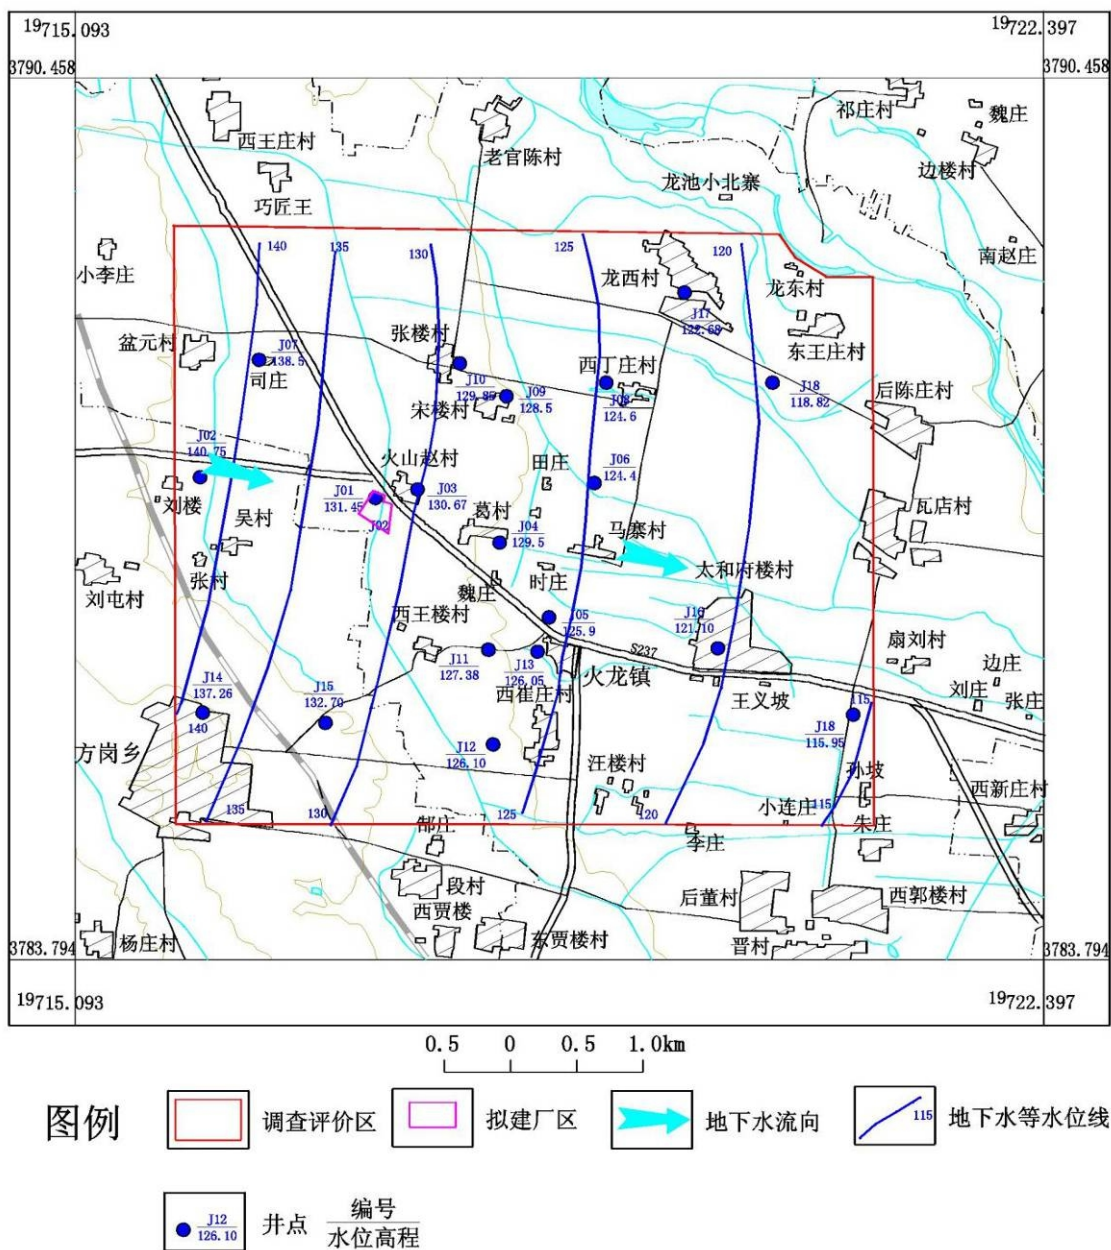 19715.093
19722.397
3790.458
3790.458
祁庄村
魏庄
西王庄村
老官陈村
边楼村
巧匠王
龙池小北寨
小李庄
140
135
130
125
120
南赵庄
龙西村
龙东村
盆元村
张楼村
J17
122.68
东王庄村
J07
138.5
司庄
J10
129.85
J09
128.5
西丁庄村
J08
124.6
J18
118.82
后陈庄村
宋楼村
J02
140.75
火山赵村
田庄
J06
124.4
刘楼
J01
131.45
J02
J03
130.67
葛村
J04
129.5
马寨村
瓦店村
吴村
张村
刘屯村
魏庄
时庄
太和府楼村
西王楼村
J05
125.9
J16
121.10
J11
127.38
J13
126.05
S237
火龙镇
扇刘村
边庄
刘庄
张庄
J14
137.26
140
J15
132.70
西崔庄村
王义坡
J18
115.95
115
方岗乡
J12
126.10
汪楼村
孙坡
西新庄村
135
130
125
120
小连庄
115
郜庄
李庄
朱庄
段村
西贾楼
后董村
西郭楼村
杨庄村
东贾楼村
晋村
3783.794
3783.794
19715.093
19722.397
0.5 0 0.5 1.0km
图例
调查评价区
拟建厂区
地下水流向
115
地下水等水位线
J12
126.10
井点
编号
水位高程